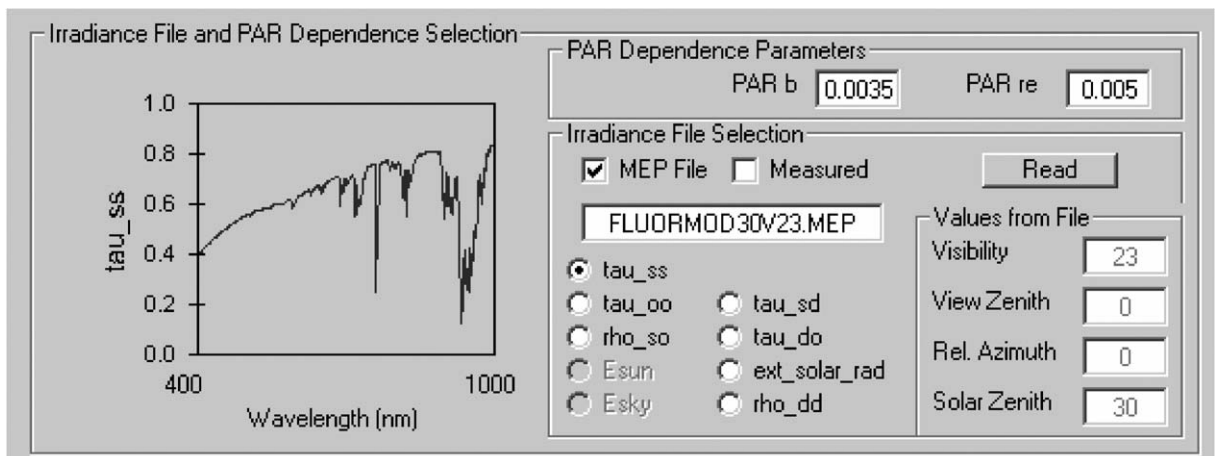 Irradiance File and PAR Dependence Selection
1.0
0.8
0.6
0.4
0.2
0.0
tau_ss
400 1000
Wavelength (nm)
PAR Dependence Parameters
PAR b 0.0035 PAR re 0.005
Irradiance File Selection
MEP File Measured Read
FLUORMOD30V23.MEP
tau_ss
tau_oo tau_sd
rho_so tau_do
Esun ext_solar_rad
Esky rho_dd
Values from File
Visibility 23
View Zenith 0
Rel. Azimuth 0
Solar Zenith 30